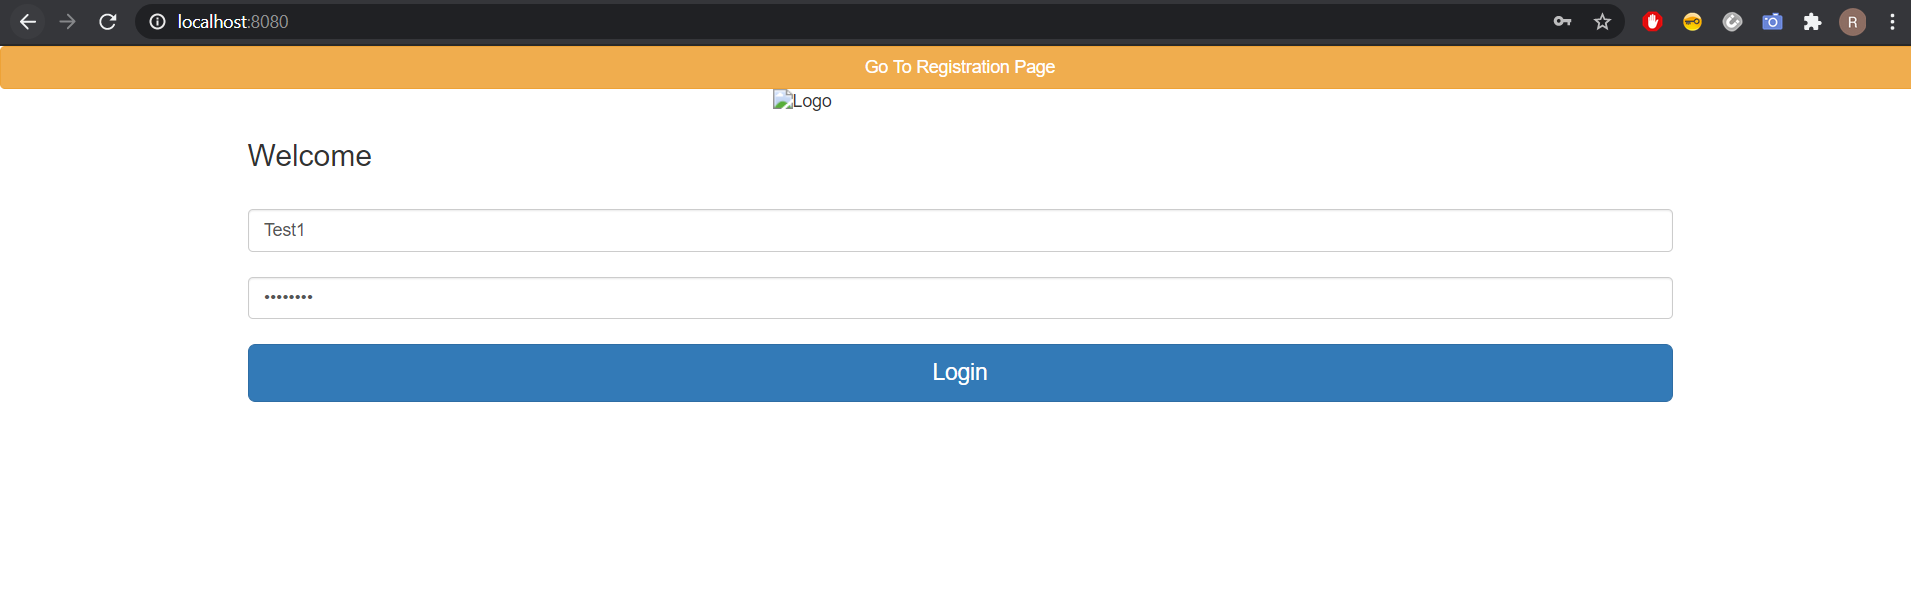 localhost:8080
R
Go To Registration Page
Logo
Welcome
Test1
••••••••
Login